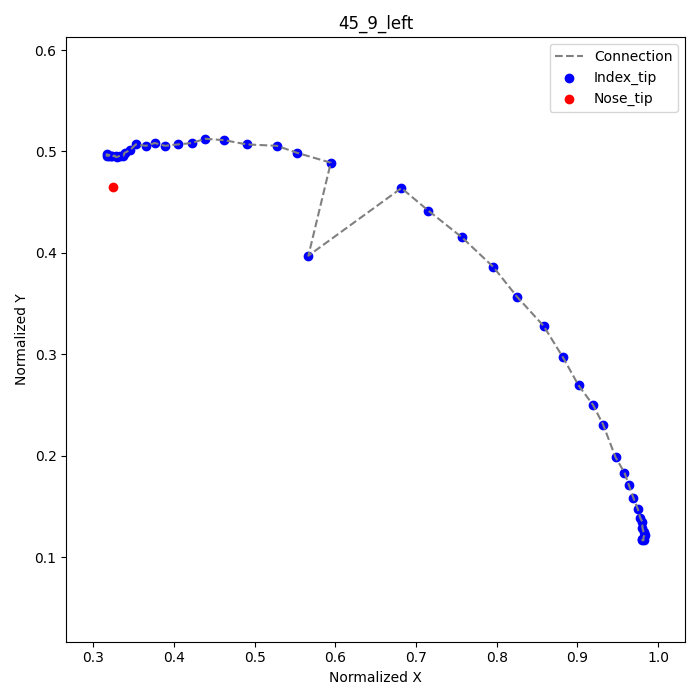 45_9_left
Connection
Index_tip
Nose_tip
0.6
0.5
0.4
0.3
0.2
0.1
Normalized Y
0.3 0.4 0.5 0.6 0.7 0.8 0.9 1.0
Normalized X